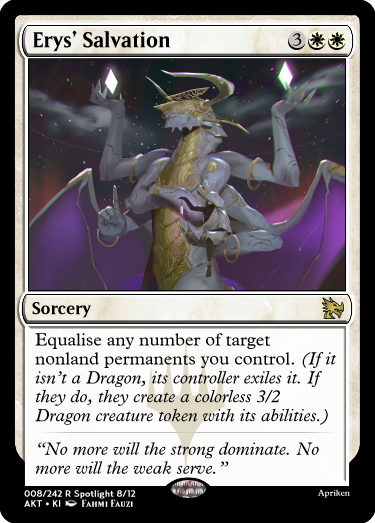 Erys' Salvation 3
Sorcery
Equalise any number of target
nonland permanents you control. (If it
isn't a Dragon, its controller exiles it. If
they do, they create a colorless 3/2
Dragon creature token with its abilities.)
“No more will the strong dominate. No
more will the weak serve.”
008/242 R Spotlight 8/12
AKT • KI Fahmi Fauzi
Apriken